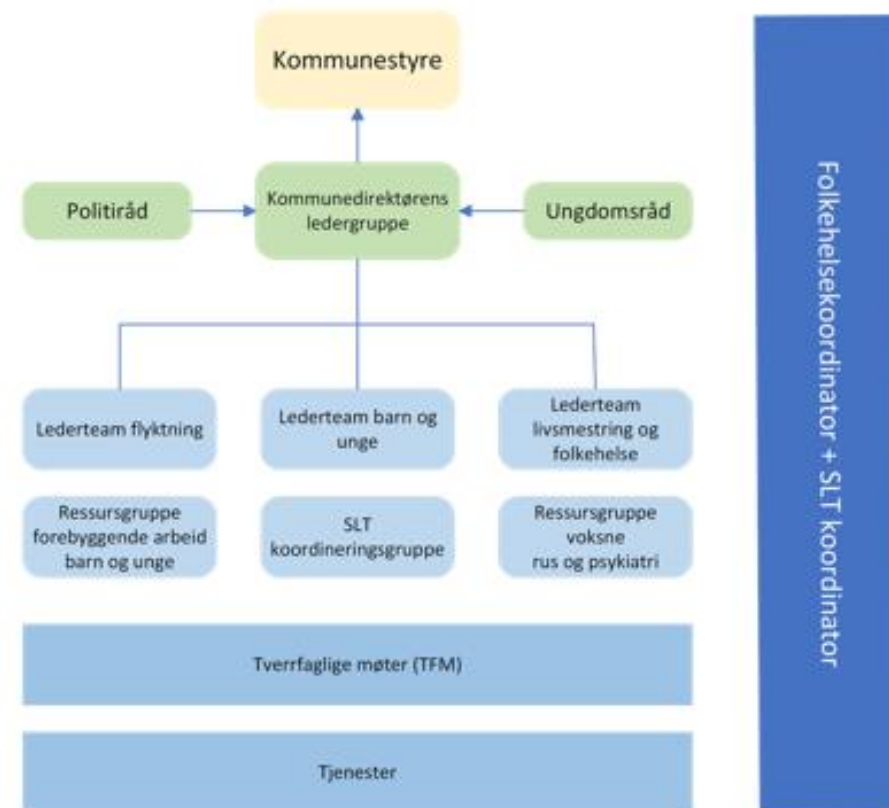 Kommunestyre
Politiråd
Kommunedirektørens
ledergruppe
Ungdomsråd
Lederteam flyktning
Lederteam barn og
unge
Lederteam
livsmestring og
folkehelse
Ressursgruppe
forebyggende arbeid
barn og unge
SLT
koordineringsgruppe
Ressursgruppe
voksne
rus og psykiatri
Tverrfaglige møter (TFM)
Tjenester
Folkehelsekoordinator + SLT koordinator